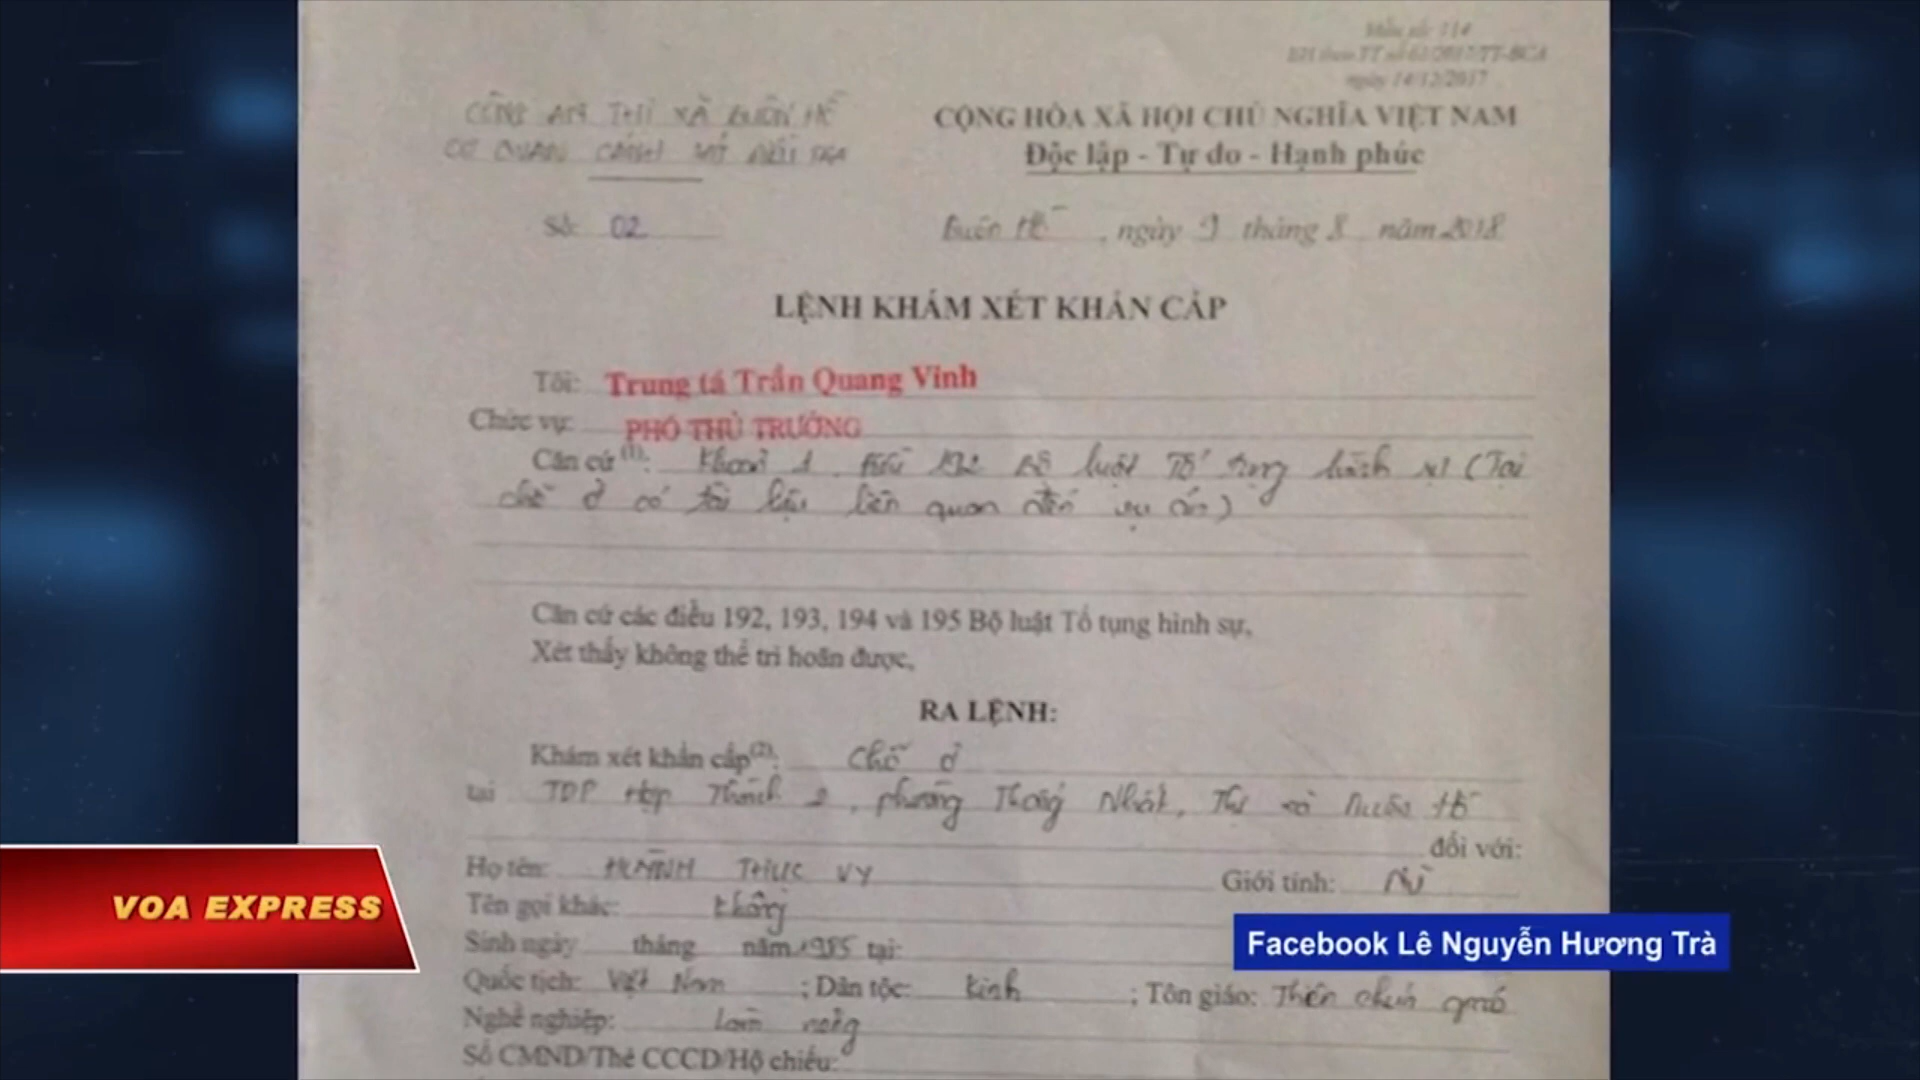 Mẫu số: 114
BH theo TT số 61/2017/TT-BCA
ngày 14/12/2017
CÔNG AN THỊ XÃ BUÔN HỒ
CƠ QUAN CẢNH SÁT ĐIỀU TRA
CỘNG HÒA XÃ HỘI CHỦ NGHĨA VIỆT NAM
Độc lập - Tự do - Hạnh phúc
Số: 02
Buôn Hồ, ngày 9 tháng 8 năm 2018
LỆNH KHÁM XÉT KHẨN CẤP
Tôi: Trung tá Trần Quang Vinh
Chức vụ: PHÓ THỦ TRƯỞNG
Căn cứ (1): Khoản 1 Điều 192 Bộ luật Tố tụng hình sự (Tại
chỗ ở có tài liệu liên quan đến vụ án)
Căn cứ các điều 192, 193, 194 và 195 Bộ luật Tố tụng hình sự,
Xét thấy không thể trì hoãn được,
RA LỆNH:
Khám xét khẩn cấp(2): Chỗ ở
tại TDP Hợp Thành 2, phường Thống Nhất, Thị xã Buôn Hồ
đối với:
Họ tên: HUỲNH THỤC VY Giới tính: Nữ
Tên gọi khác: Không
Sinh ngày tháng năm 1985 tại:
Quốc tịch: Việt Nam ; Dân tộc: Kinh ; Tôn giáo: Thiên chúa giáo
Nghề nghiệp: Làm nông
Số CMND/Thẻ CCCD/Hộ chiếu:
VOA EXPRESS
Facebook Lê Nguyễn Hương Trà